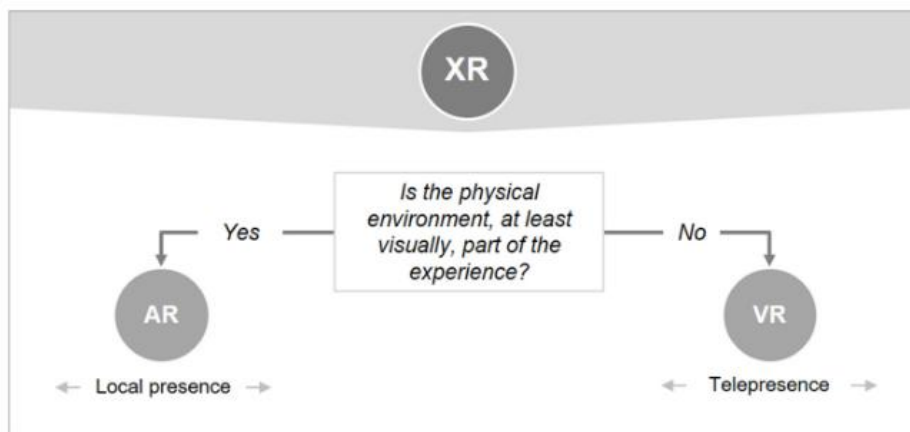 XR
Is the physical
environment, at least
visually, part of the
experience?
Yes
No
AR
VR
Local presence
Telepresence